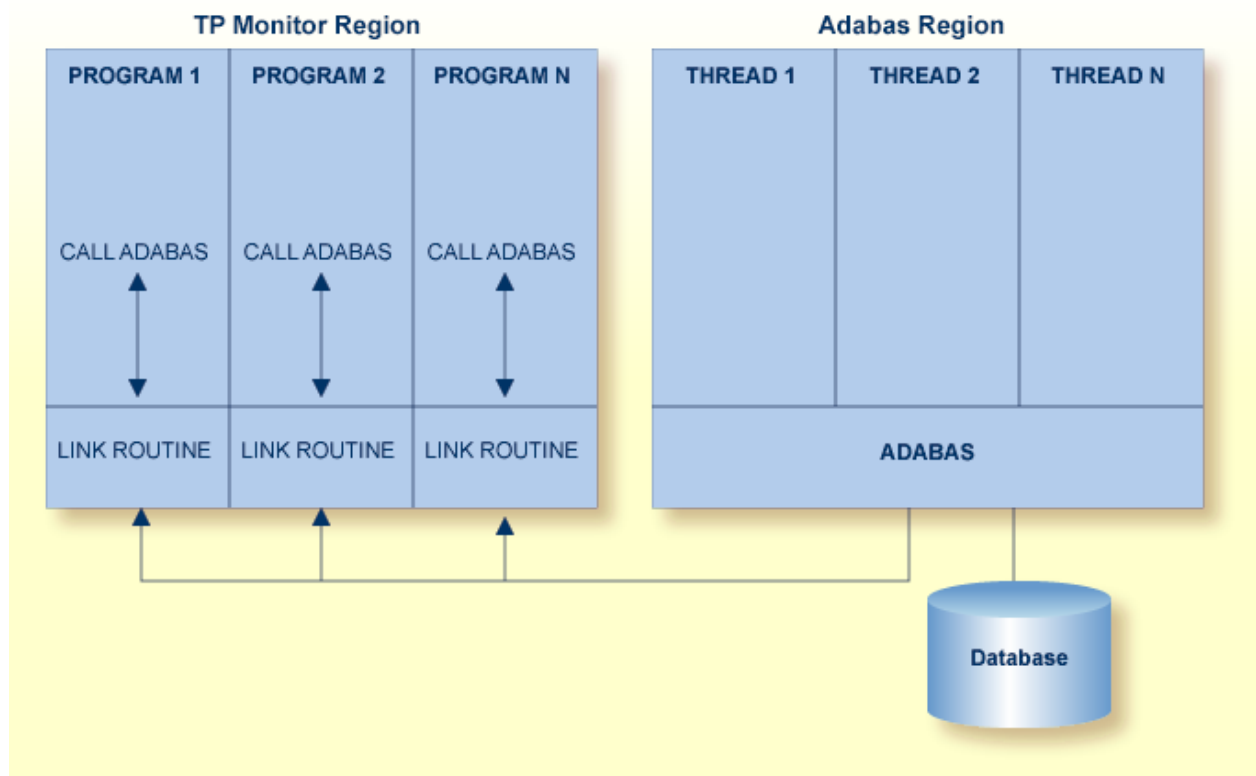 TP Monitor Region
PROGRAM 1
PROGRAM 2
PROGRAM N
CALL ADABAS
CALL ADABAS
CALL ADABAS
LINK ROUTINE
LINK ROUTINE
LINK ROUTINE
Adabas Region
THREAD 1
THREAD 2
THREAD N
ADABAS
Database